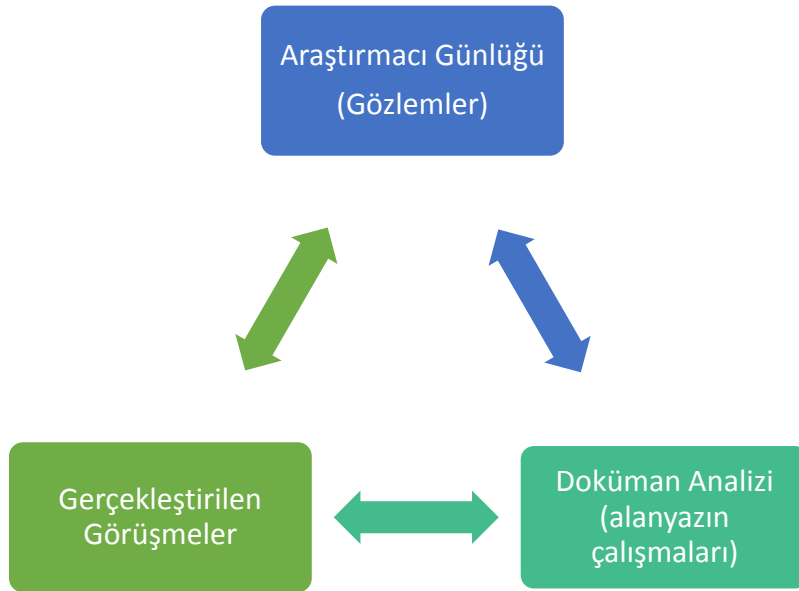 Araştırmacı Günlüğü
(Gözlemler)
Gerçekleştirilen
Görüşmeler
Doküman Analizi
(alanyazın
çalışmaları)